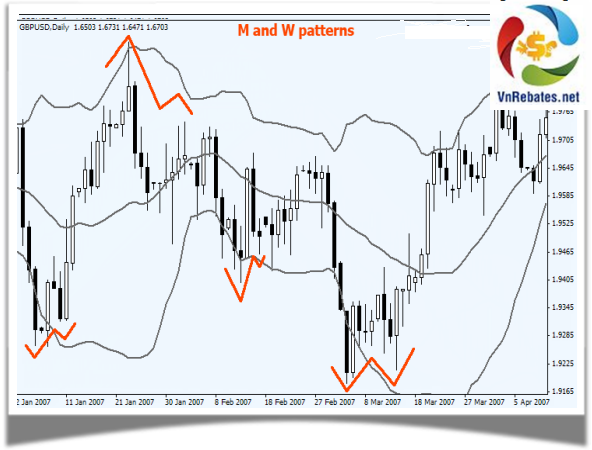 GBPUSD,Daily 1.6503 1.6731 1.6471 1.6703
M and W patterns
VnRebates.net
1.9765
1.9705
1.9645
1.9585
1.9525
1.9465
1.9405
1.9345
1.9285
1.9225
1.9165
2 Jan 2007 11 Jan 2007 21 Jan 2007 30 Jan 2007 8 Feb 2007 18 Feb 2007 27 Feb 2007 8 Mar 2007 18 Mar 2007 27 Mar 2007 5 Apr 2007